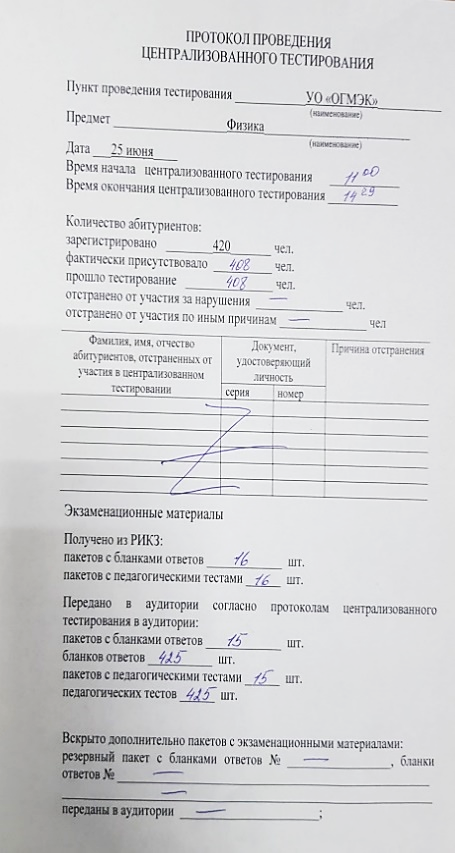 ПРОТОКОЛ ПРОВЕДЕНИЯ
ЦЕНТРАЛИЗОВАННОГО ТЕСТИРОВАНИЯ
Пункт проведения тестирования УО «ОГМЭК»
(наименование)
Предмет Физика
(наименование)
Дата 25 июня
Время начала централизованного тестирования 11 00
Время окончания централизованного тестирования 14 29
Количество абитуриентов:
зарегистрировано 420 чел.
фактически присутствовало 408 чел.
прошло тестирование 408 чел.
отстранено от участия за нарушения — чел.
отстранено от участия по иным причинам — чел
Фамилия, имя, отчество абитуриентов, отстраненных от участия в централизованном тестировании
Документ, удостоверяющий личность
Причина отстранения
серия номер
Экзаменационные материалы
Получено из РИКЗ:
пакетов с бланками ответов 16 шт.
пакетов с педагогическими тестами 16 шт.
Передано в аудитории согласно протоколам централизованного
тестирования в аудитории:
пакетов с бланками ответов 15 шт.
бланков ответов 425 шт.
пакетов с педагогическими тестами 15 шт.
педагогических тестов 425 шт.
Вскрыто дополнительно пакетов с экзаменационными материалами:
резервный пакет с бланками ответов № —, бланки
ответов № —
—
переданы в аудитории — ;